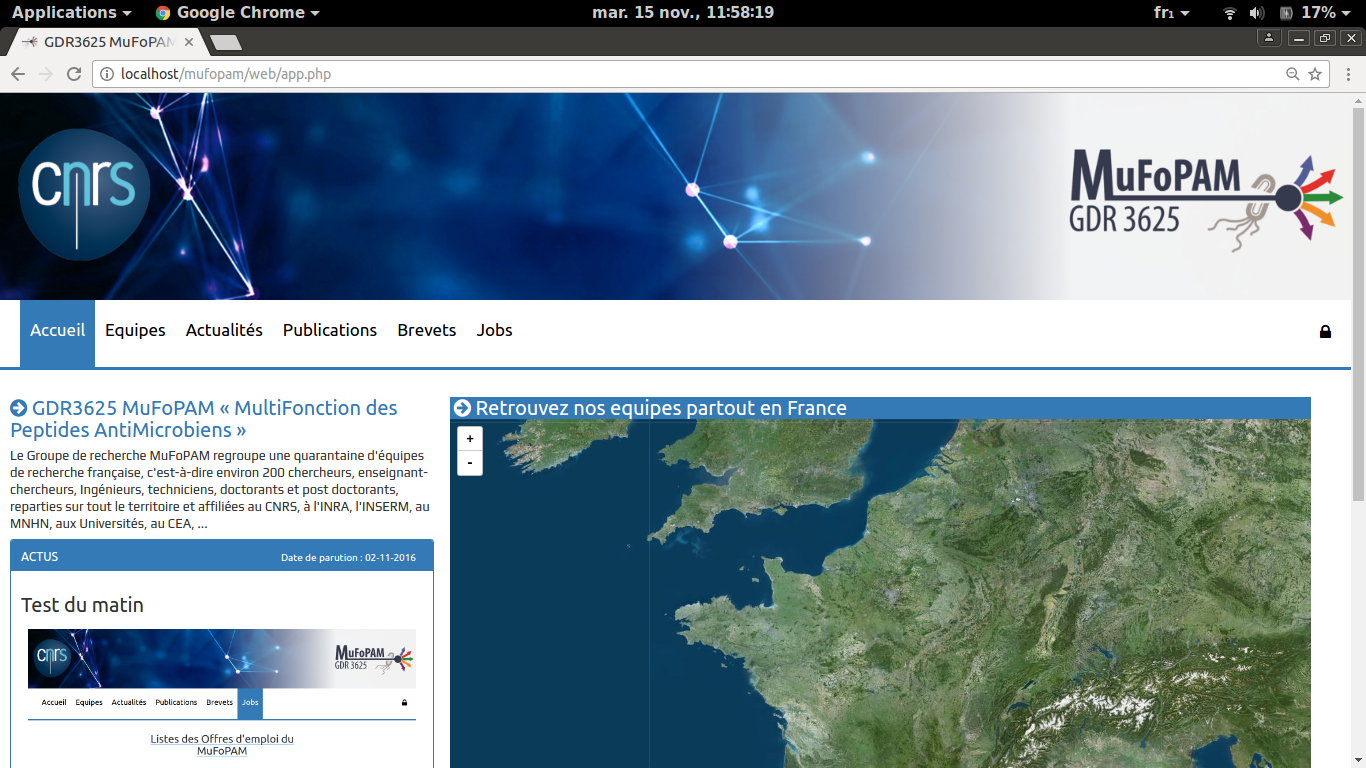 Applications
Google Chrome
mar. 15 nov., 11:58:19
fr₁
17%
GDR3625 MuFoPAM
localhost/mufopam/web/app.php
cnrs
MuFoPAM
GDR 3625
Accueil
Equipes
Actualités
Publications
Brevets
Jobs
GDR3625 MuFoPAM « MultiFonction des
Peptides AntiMicrobiens »
Le Groupe de recherche MuFoPAM regroupe une quarantaine d'équipes
de recherche française, c'est-à-dire environ 200 chercheurs, enseignant-
chercheurs, Ingénieurs, techniciens, doctorants et post doctorants,
reparties sur tout le territoire et affiliées au CNRS, à l'INRA, l'INSERM, au
MNHN, aux Universités, au CEA, ...
ACTUS
Date de parution : 02-11-2016
Test du matin
cnrs
MuFoPAM
GDR 3625
Accueil
Equipes
Actualités
Publications
Brevets
Jobs
Listes des Offres d'emploi du
MuFoPAM
Retrouvez nos equipes partout en France
+
-